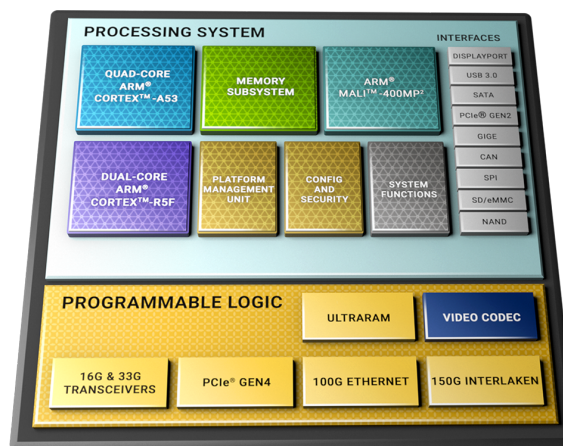 PROCESSING SYSTEM
INTERFACES
QUAD-CORE
ARM®
CORTEX™-A53
MEMORY
SUBSYSTEM
ARM®
MALI™-400MP²
DISPLAYPORT
USB 3.0
SATA
PCIe® GEN2
GIGE
CAN
SPI
SD/eMMC
NAND
DUAL-CORE
ARM®
CORTEX™-R5F
PLATFORM
MANAGEMENT
UNIT
CONFIG
AND
SECURITY
SYSTEM
FUNCTIONS
PROGRAMMABLE LOGIC
ULTRARAM
VIDEO CODEC
16G & 33G
TRANSCEIVERS
PCIe® GEN4
100G ETHERNET
150G INTERLAKEN